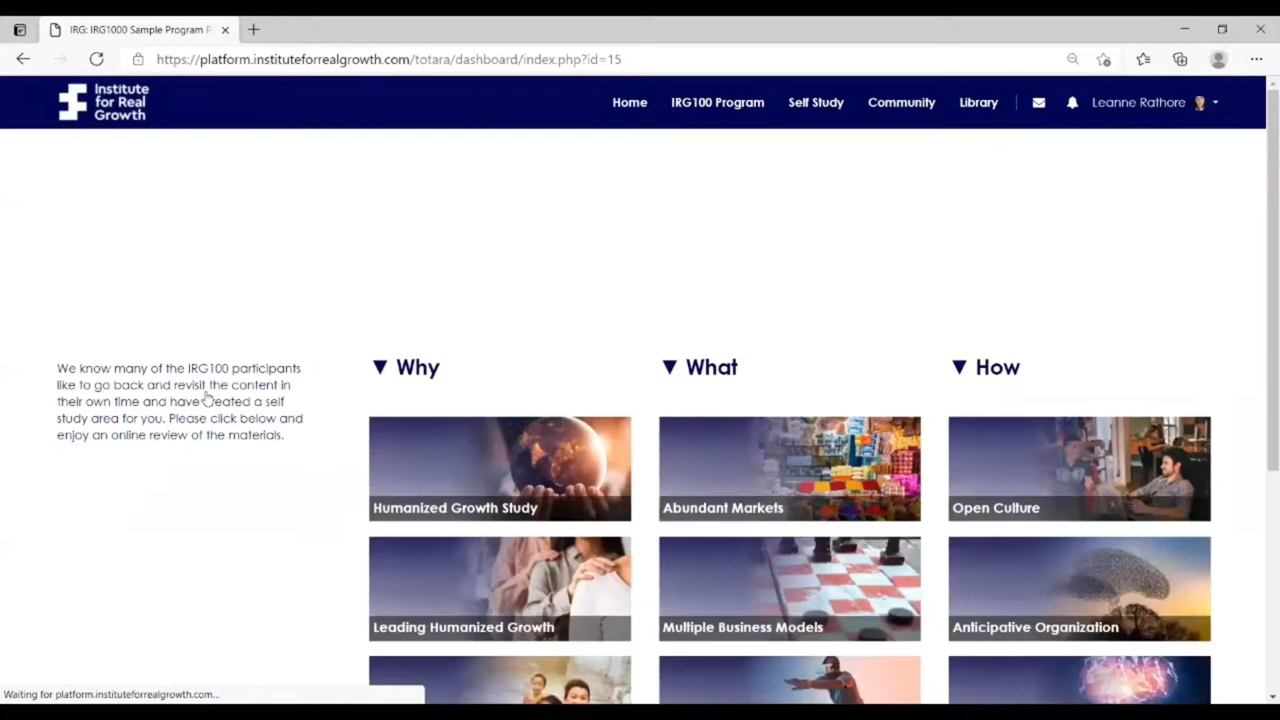 IRG: IRG1000 Sample Program P
https://platform.instituteforrealgrowth.com/totara/dashboard/index.php?id=15
Institute
for Real
Growth
Home IRG100 Program Self Study Community Library Leanne Rathore
We know many of the IRG100 participants
like to go back and revisit the content in
their own time and have created a self
study area for you. Please click below and
enjoy an online review of the materials.
▼ Why
▼ What
▼ How
Humanized Growth Study
Abundant Markets
Open Culture
Leading Humanized Growth
Multiple Business Models
Anticipative Organization
Waiting for platform.instituteforrealgrowth.com...